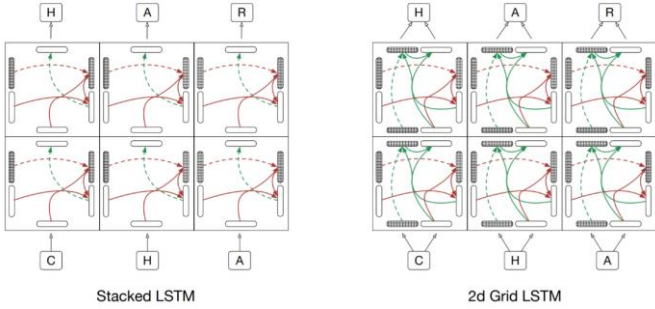 H A R H A R
C H A C H A
Stacked LSTM 2d Grid LSTM